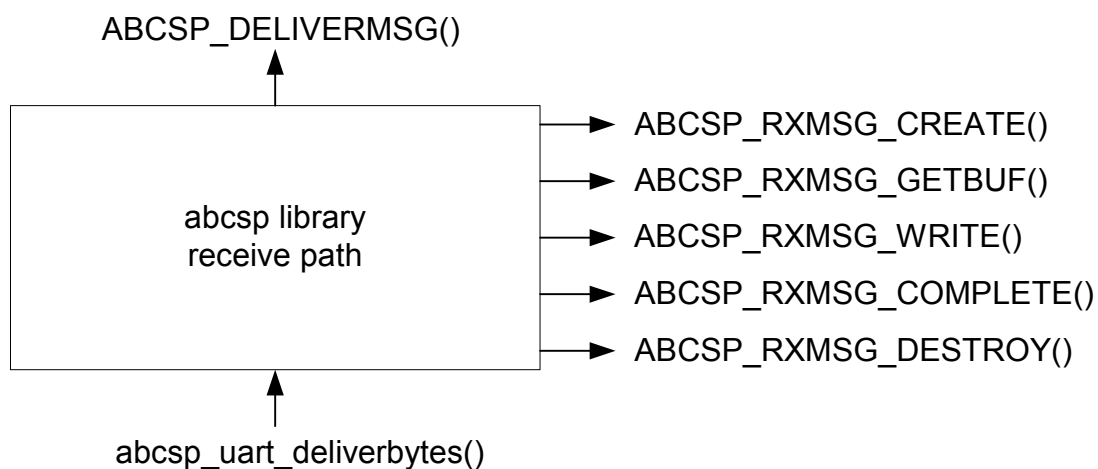 ABCSP_DELIVERMSG()
ABCSP_RXMSG_CREATE()
ABCSP_RXMSG_GETBUF()
abcsp library
receive path
ABCSP_RXMSG_WRITE()
ABCSP_RXMSG_COMPLETE()
ABCSP_RXMSG_DESTROY()
abcsp_uart_deliverbytes()